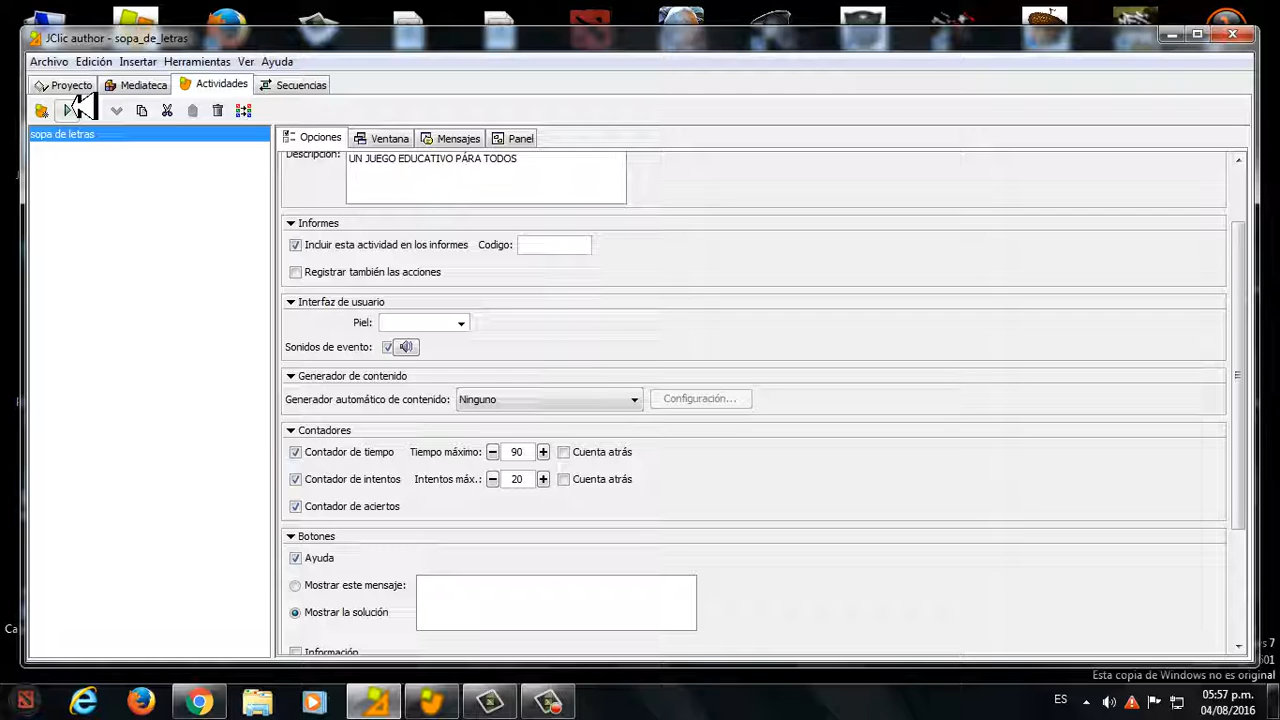 JClic author - sopa_de_letras
Archivo Edición Insertar Herramientas Ver Ayuda
Proyecto Mediateca Actividades Secuencias
sopa de letras
Opciones Ventana Mensajes Panel
Descripción: UN JUEGO EDUCATIVO PÁRA TODOS
Informes
Incluir esta actividad en los informes Codigo:
Registrar también las acciones
Interfaz de usuario
Piel:
Sonidos de evento:
Generador de contenido
Generador automático de contenido: Ninguno Configuración...
Contadores
Contador de tiempo Tiempo máximo: 90 Cuenta atrás
Contador de intentos Intentos máx.: 20 Cuenta atrás
Contador de aciertos
Botones
Ayuda
Mostrar este mensaje:
Mostrar la solución
Información
Ca
s 7
601
Esta copia de Windows no es original
ES
05:57 p.m.
04/08/2016